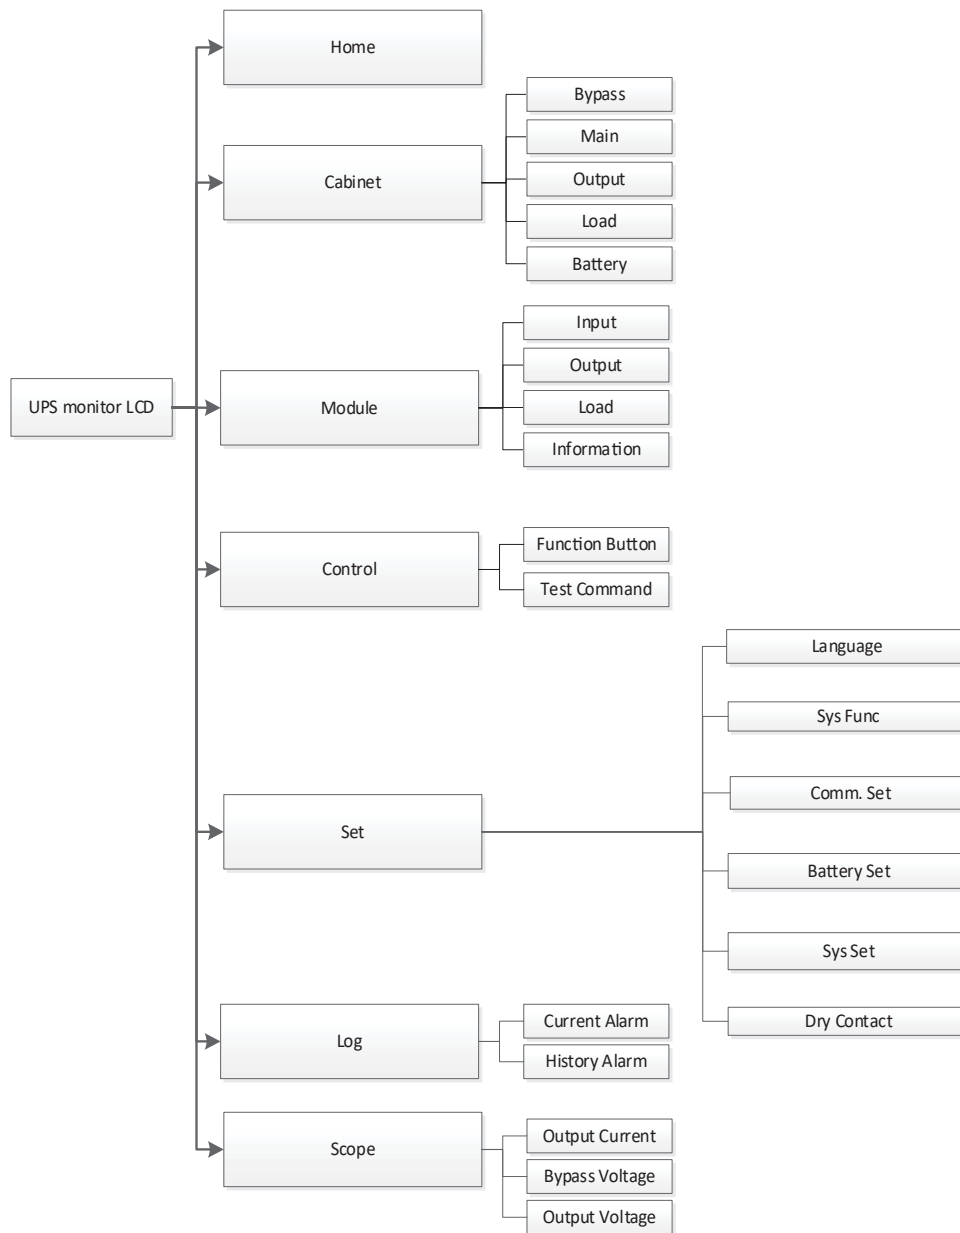 Home
Bypass
Main
Cabinet
Output
Load
Battery
Input
Output
UPS monitor LCD
Module
Load
Information
Function Button
Control
Test Command
Language
Sys Func
Comm. Set
Set
Battery Set
Sys Set
Current Alarm
Dry Contact
Log
History Alarm
Output Current
Scope
Bypass Voltage
Output Voltage